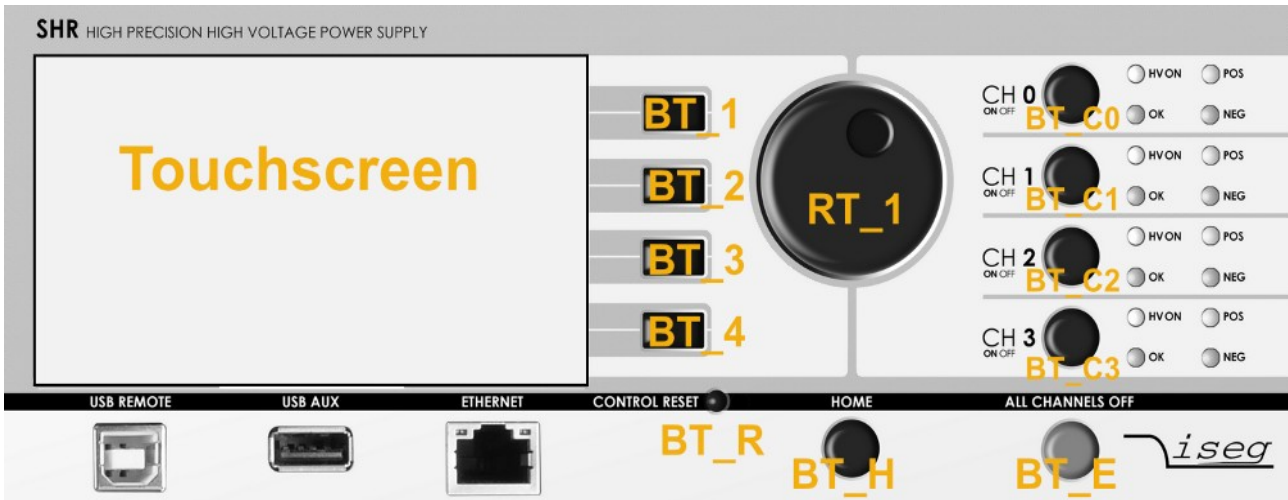 SHR HIGH PRECISION HIGH VOLTAGE POWER SUPPLY
Touchscreen
BT_1
BT_2
BT_3
BT_4
RT_1
CH 0
ON OFF
BT_C0
HV ON
POS
OK
NEG
CH 1
ON OFF
BT_C1
HV ON
POS
OK
NEG
CH 2
ON OFF
BT_C2
HV ON
POS
OK
NEG
CH 3
ON OFF
BT_C3
HV ON
POS
OK
NEG
USB REMOTE
USB AUX
ETHERNET
CONTROL RESET
HOME
ALL CHANNELS OFF
BT_R
BT_H
BT_E
iseg